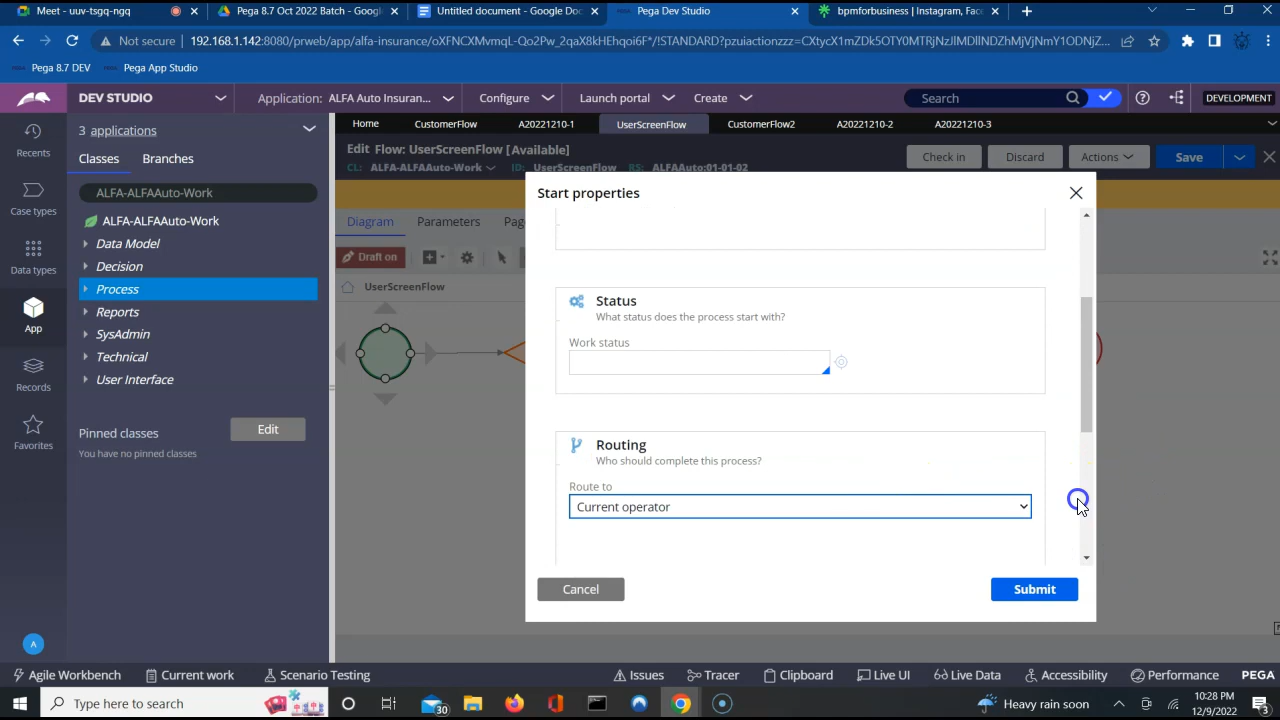 Meet - uuv-tsgq-ngq
Pega 8.7 Oct 2022 Batch - Googl
Untitled document - Google Doc
Pega Dev Studio
bpmforbusiness | Instagram, Fac
Not secure
192.168.1.142:8080/prweb/app/alfa-insurance/oXFNCXMvmqL-Qo2Pw_2qaX8kHEhqoi6F*/!STANDARD?pzuiactionzzz=CXtycX1mZDk5OTY0MTRjNzJlMDllNDZhMjVjNmY1ODNjZ...
Pega 8.7 DEV
Pega App Studio
DEV STUDIO
Application: ALFA Auto Insuran...
Configure
Launch portal
Create
Search
DEVELOPMENT
3 applications
Home
CustomerFlow
A20221210-1
UserScreenFlow
CustomerFlow2
A20221210-2
A20221210-3
Recents
Classes
Branches
Edit Flow: UserScreenFlow [Available]
CL: ALFA-ALFAAuto-Work
ID: UserScreenFlow
RS: ALFAAuto:01-01-02
Check in
Discard
Actions
Save
ALFA-ALFAAuto-Work
Case types
ALFA-ALFAAuto-Work
Data Model
Decision
Process
Reports
SysAdmin
Technical
User Interface
Data types
App
Records
Favorites
Pinned classes
Edit
You have no pinned classes
A
Diagram
Parameters
Draft on
UserScreenFlow
Start properties
Status
What status does the process start with?
Work status
Routing
Who should complete this process?
Route to
Current operator
Cancel
Submit
Agile Workbench
Current work
Scenario Testing
Issues
Tracer
Clipboard
Live UI
Live Data
Accessibility
Performance
PEGA
Type here to search
30
Heavy rain soon
10:28 PM
12/9/2022
3